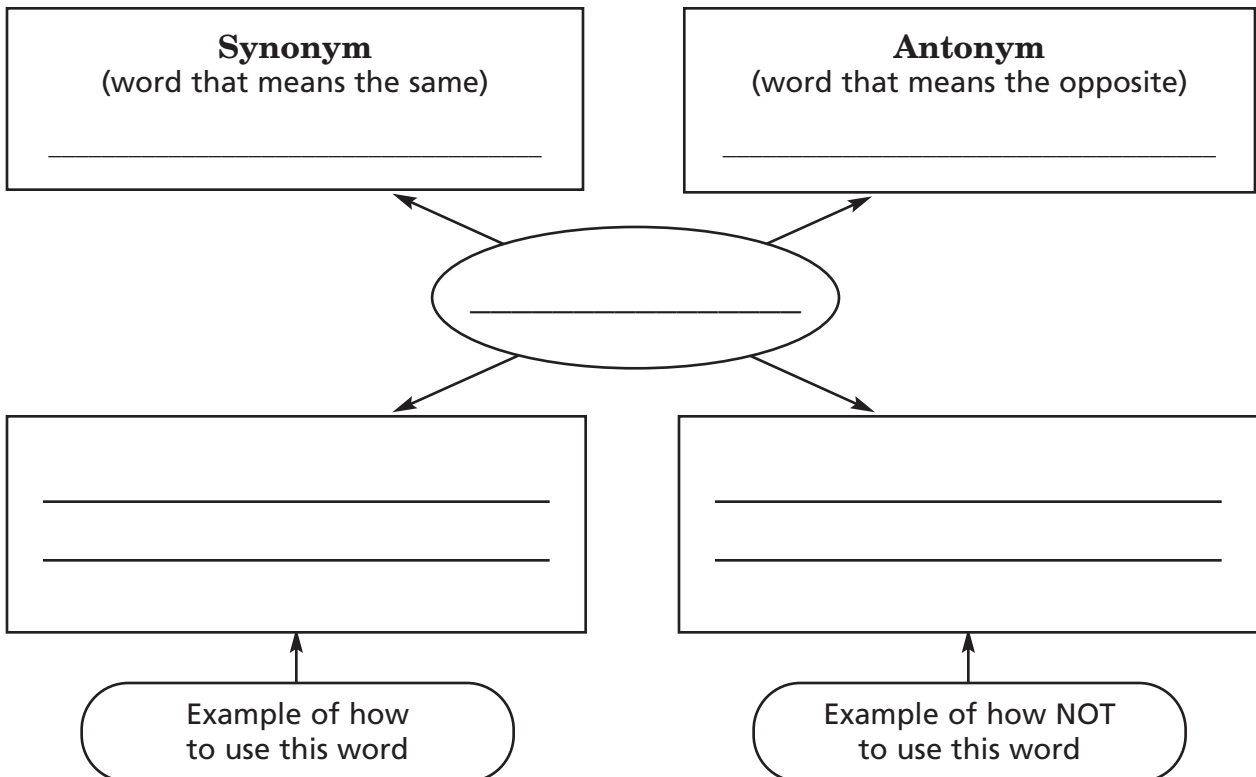 Synonym
(word that means the same)
Antonym
(word that means the opposite)
Example of how
to use this word
Example of how NOT
to use this word